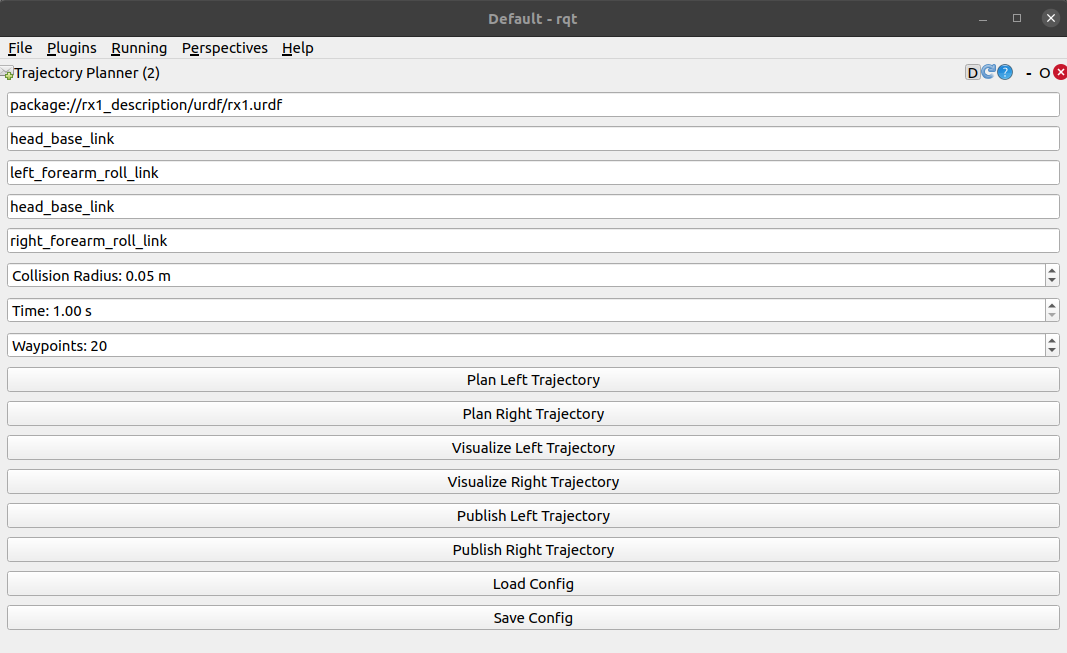 Default - rqt
File Plugins Running Perspectives Help
Trajectory Planner (2) D ? - O
package://rx1_description/urdf/rx1.urdf
head_base_link
left_forearm_roll_link
head_base_link
right_forearm_roll_link
Collision Radius: 0.05 m
Time: 1.00 s
Waypoints: 20
Plan Left Trajectory
Plan Right Trajectory
Visualize Left Trajectory
Visualize Right Trajectory
Publish Left Trajectory
Publish Right Trajectory
Load Config
Save Config